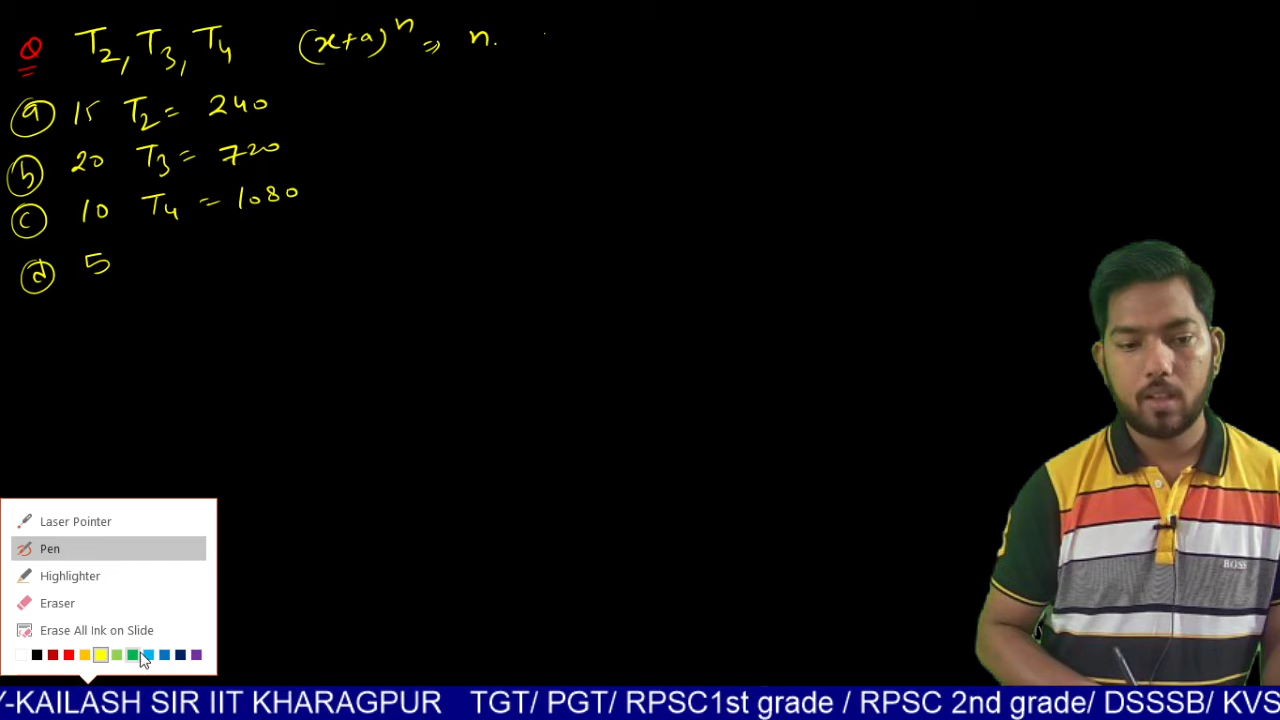 Q T₂, T₃, T₄ (x+a)ⁿ => n.
(a) 15 T₂ = 240
(b) 20 T₃ = 720
(c) 10 T₄ = 1080
(d) 5
BOSS
Laser Pointer
Pen
Highlighter
Eraser
Erase All Ink on Slide
Y-KAILASH SIR IIT KHARAGPUR TGT/ PGT/ RPSC1st grade / RPSC 2nd grade/ DSSSB/ KVS